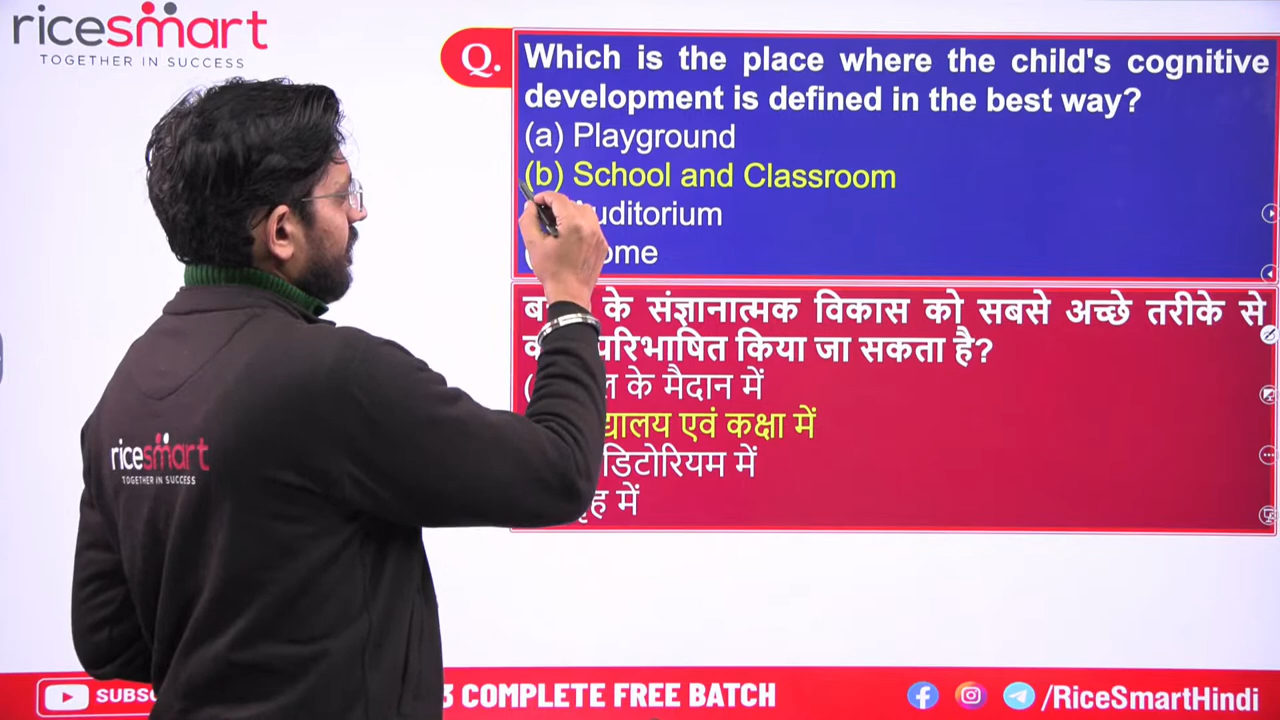 ricesmart
TOGETHER IN SUCCESS
Q.
Which is the place where the child's cognitive
development is defined in the best way?
(a) Playground
(b) School and Classroom
uditorium
ome
के संज्ञानात्मक विकास को सबसे अच्छे तरीके से
परिभाषित किया जा सकता है?
के मैदान में
द्यालय एवं कक्षा में
डिटोरियम में
में
ricesmart
TOGETHER IN SUCCESS
SUBS
3 COMPLETE FREE BATCH
/RiceSmartHindi